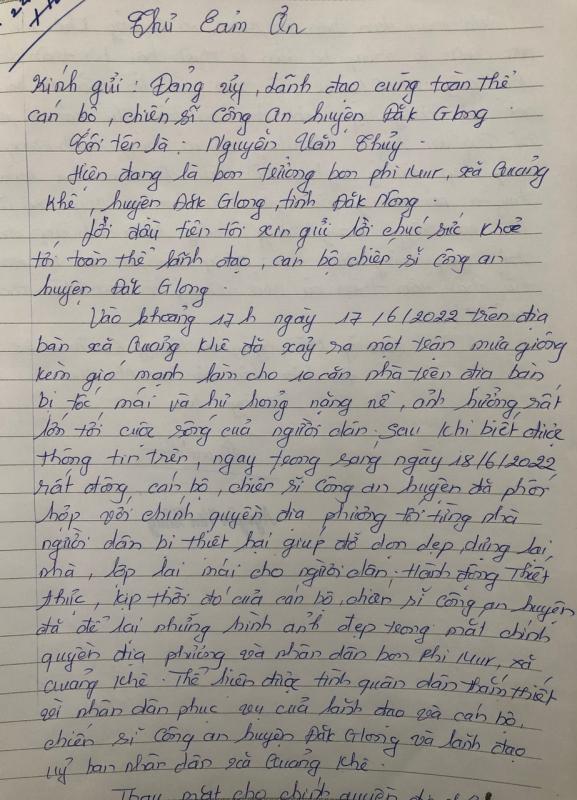 Thư Cảm Ơn
Kính gửi : Đảng ủy, lãnh đạo cùng toàn thể
cán bộ, chiến sĩ công an huyện Đắk Glong
Tôi tên là : Nguyễn Văn Thủy.
Hiện đang là bon trưởng bon phi Mur, xã Quảng
Khê, huyện Đắk Glong, tỉnh Đắk Nông.
Lời đầu tiên tôi xin gửi lời chúc sức khoẻ
tới toàn thể lãnh đạo, cán bộ chiến sĩ công an
huyện Đắk Glong.
Vào khoảng 17h ngày 17/6/2022 trên địa
bàn xã Quảng Khê đã xảy ra một trận mưa giông
kèm gió mạnh làm cho 10 căn nhà trên địa bàn
bị tốc mái và hư hỏng nặng nề, ảnh hưởng rất
lớn tới cuộc sống của người dân. Sau khi biết được
thông tin trên, ngay trong sáng ngày 18/6/2022
rất đông cán bộ, chiến sĩ công an huyện đã phối
hợp với chính quyền địa phương tới từng nhà
người dân bị thiệt hại giúp đỡ dọn dẹp, dựng lại
nhà, lợp lại mái cho người dân. Hành động Thiết
thực, kịp thời đó của cán bộ, chiến sĩ công an huyện
đã để lại những hình ảnh đẹp trong mắt chính
quyền địa phương và nhân dân bon phi Mur, xã
Quảng Khê. Thể hiện được tình quân dân thắm thiết
vì nhân dân phục vụ của lãnh đạo và cán bộ,
chiến sĩ công an huyện Đắk Glong và lãnh đạo
uỷ ban nhân dân xã Quảng Khê.
Thay mặt cho chính quyền